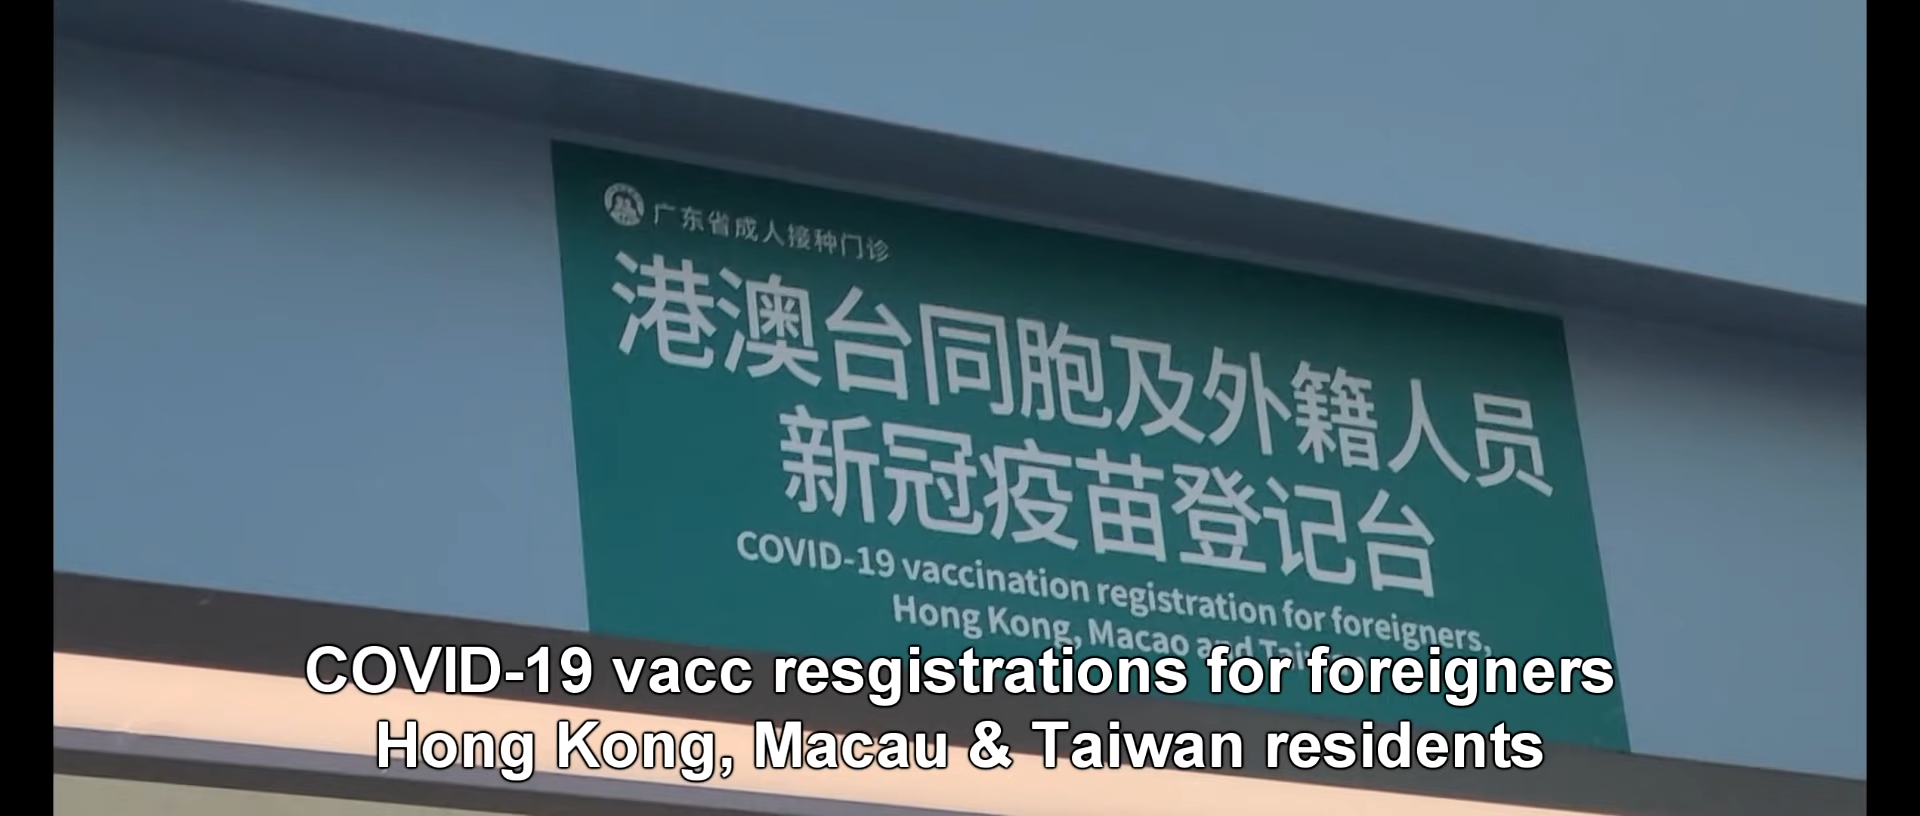 广东省成人接种门诊
港澳台同胞及外籍人员
新冠疫苗登记台
COVID-19 vaccination registration for foreigners,
Hong Kong, Macao and
COVID-19 vacc resgistrations for foreigners
Hong Kong, Macau & Taiwan residents